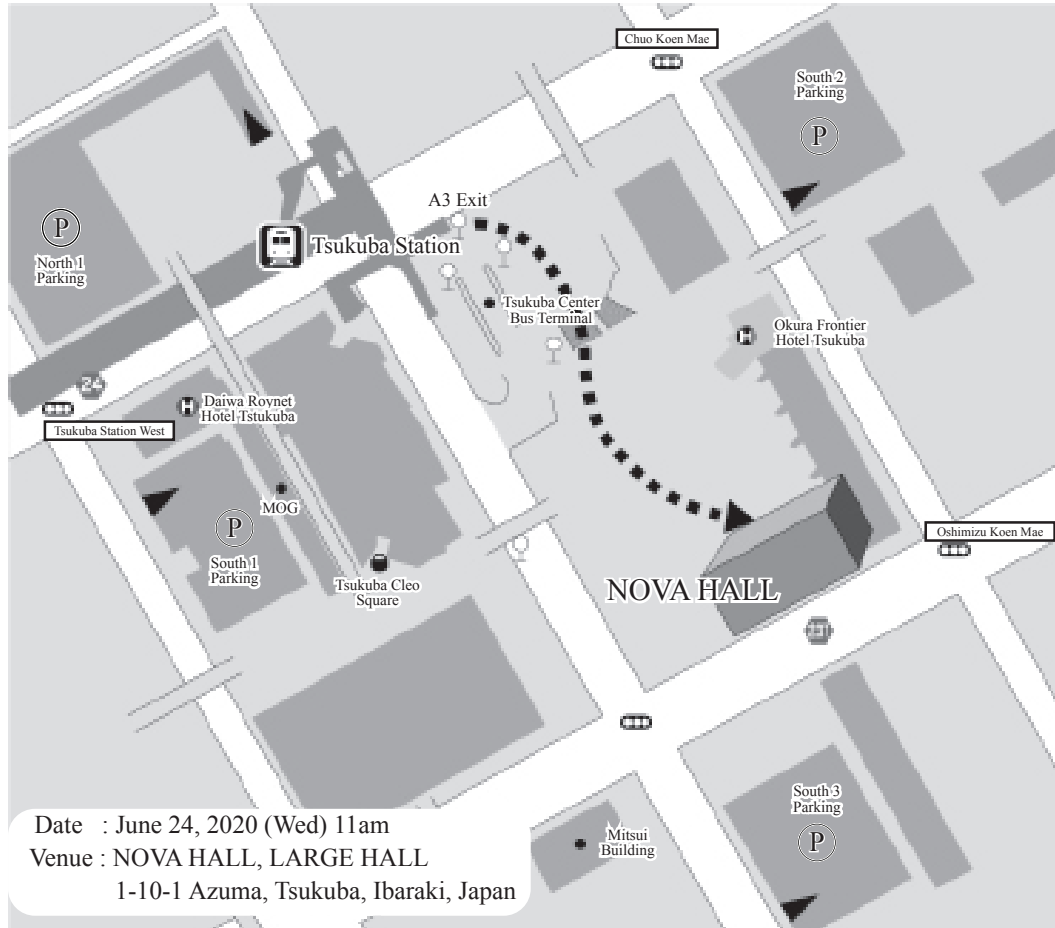 Chuo Koen Mae
South 2
Parking
P
A3 Exit
P
North 1
Parking
Tsukuba Station
Tsukuba Center
Bus Terminal
H
Okura Frontier
Hotel Tsukuba
24
H
Daiwa Roynet
Hotel Tstukuba
Tsukuba Station West
MOG
P
South 1
Parking
Tsukuba Cleo
Square
Oshimizu Koen Mae
NOVA HALL
South 3
Parking
P
Mitsui
Building
Date : June 24, 2020 (Wed) 11am
Venue : NOVA HALL, LARGE HALL
1-10-1 Azuma, Tsukuba, Ibaraki, Japan